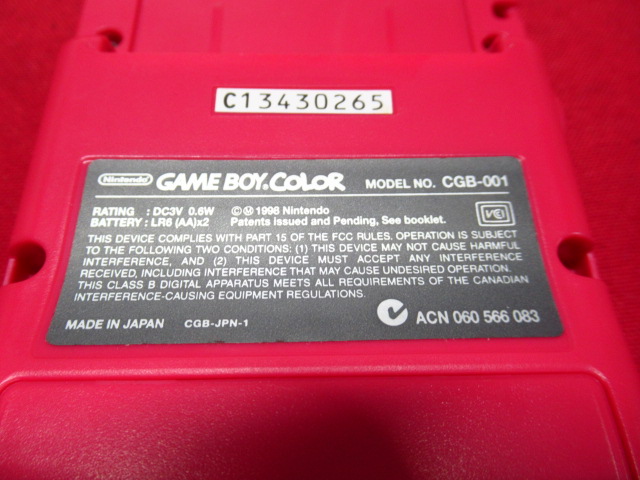 C13430265
Nintendo GAME BOY COLOR MODEL NO. CGB-001
RATING : DC3V 0.6W ©Ⓜ1998 Nintendo
BATTERY : LR6 (AA)x2 Patents issued and Pending, See booklet.
VCI
THIS DEVICE COMPLIES WITH PART 15 OF THE FCC RULES. OPERATION IS SUBJECT
TO THE FOLLOWING TWO CONDITIONS: (1) THIS DEVICE MAY NOT CAUSE HARMFUL
INTERFERENCE, AND (2) THIS DEVICE MUST ACCEPT ANY INTERFERENCE
RECEIVED, INCLUDING INTERFERENCE THAT MAY CAUSE UNDESIRED OPERATION.
THIS CLASS B DIGITAL APPARATUS MEETS ALL REQUIREMENTS OF THE CANADIAN
INTERFERENCE-CAUSING EQUIPMENT REGULATIONS.
MADE IN JAPAN CGB-JPN-1 ACN 060 566 083